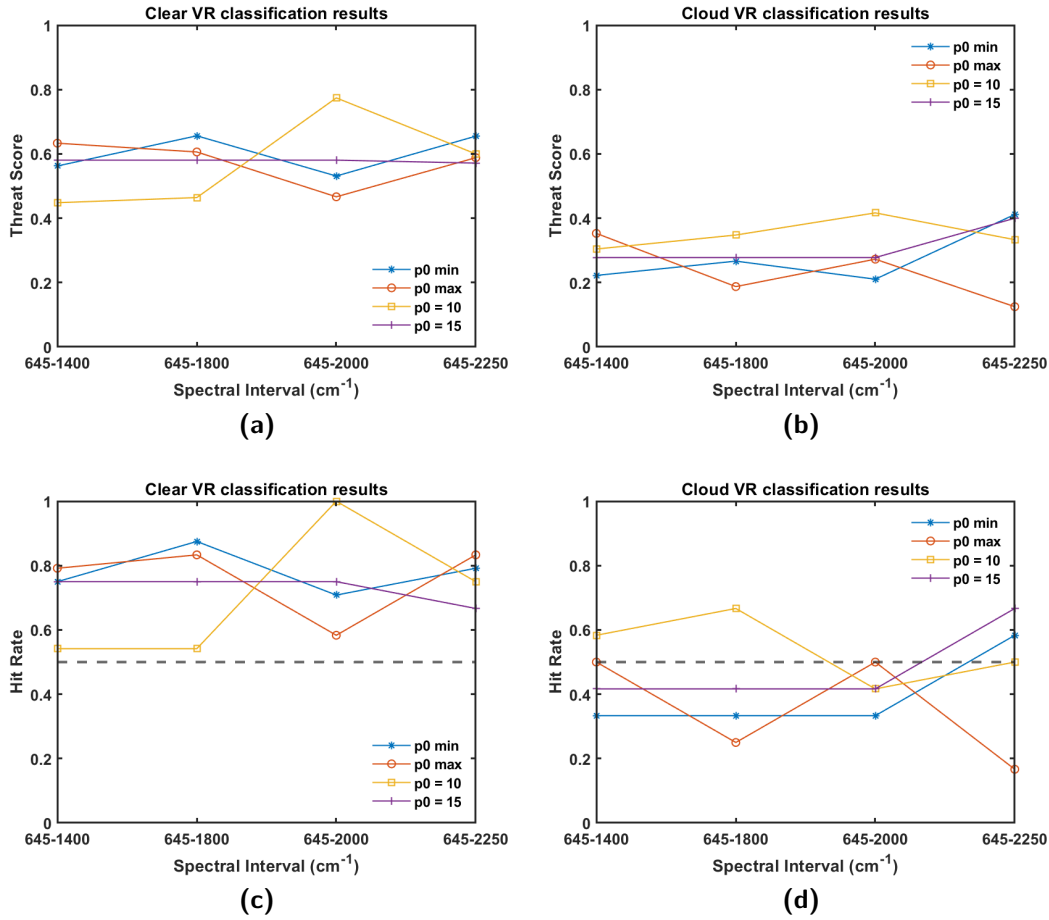 Clear VR classification results
1
0.8
0.6
0.4
0.2
0
Threat Score
p0 min
p0 max
p0 = 10
p0 = 15
645-1400 645-1800 645-2000 645-2250
Spectral Interval (cm-1)
(a)
Cloud VR classification results
1
0.8
0.6
0.4
0.2
0
Threat Score
p0 min
p0 max
p0 = 10
p0 = 15
645-1400 645-1800 645-2000 645-2250
Spectral Interval (cm-1)
(b)
Clear VR classification results
1
0.8
0.6
0.4
0.2
0
Hit Rate
p0 min
p0 max
p0 = 10
p0 = 15
645-1400 645-1800 645-2000 645-2250
Spectral Interval (cm-1)
(c)
Cloud VR classification results
1
0.8
0.6
0.4
0.2
0
Hit Rate
p0 min
p0 max
p0 = 10
p0 = 15
645-1400 645-1800 645-2000 645-2250
Spectral Interval (cm-1)
(d)